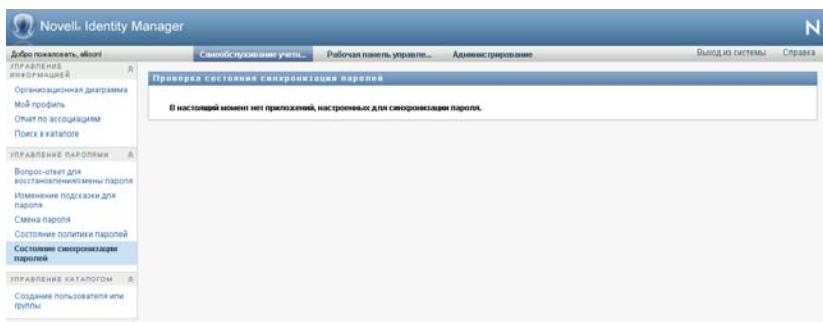 Novell® Identity Manager
N
Добро пожаловать, alisonl
Самообслуживание учетн...
Рабочая панель управле...
Администрирование
Выход из системы
Справка
УПРАВЛЕНИЕ
ИНФОРМАЦИЕЙ
Организационная диаграмма
Мой профиль
Отчет по ассоциациям
Поиск в каталоге
УПРАВЛЕНИЕ ПАРОЛЯМИ
Вопрос-ответ для
восстановления/смены пароля
Изменение подсказки для
пароля
Смена пароля
Состояние политики паролей
Состояние синхронизации
паролей
УПРАВЛЕНИЕ КАТАЛОГОМ
Создание пользователя или
группы
Проверка состояния синхронизации паролей
В настоящий момент нет приложений, настроенных для синхронизации пароля.